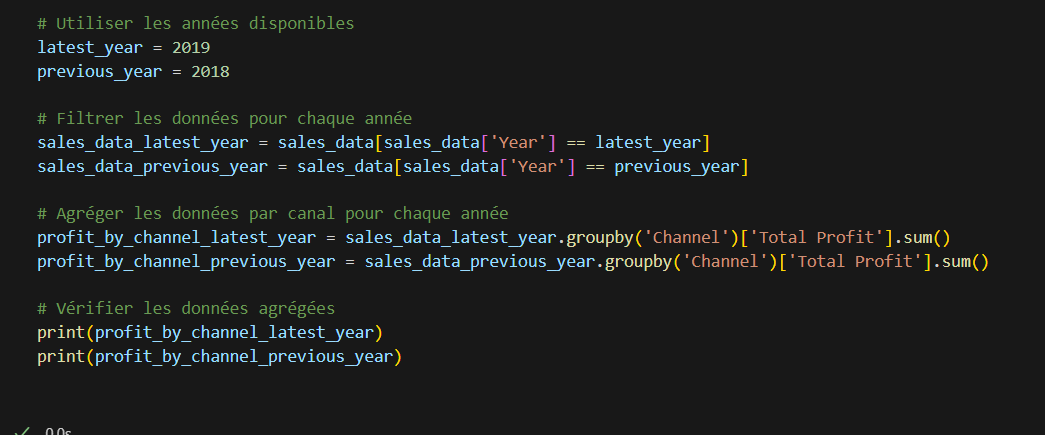 # Utiliser les années disponibles
latest_year = 2019
previous_year = 2018
# Filtrer les données pour chaque année
sales_data_latest_year = sales_data[sales_data['Year'] == latest_year]
sales_data_previous_year = sales_data[sales_data['Year'] == previous_year]
# Agréger les données par canal pour chaque année
profit_by_channel_latest_year = sales_data_latest_year.groupby('Channel')['Total Profit'].sum()
profit_by_channel_previous_year = sales_data_previous_year.groupby('Channel')['Total Profit'].sum()
# Vérifier les données agrégées
print(profit_by_channel_latest_year)
print(profit_by_channel_previous_year)
0.0s